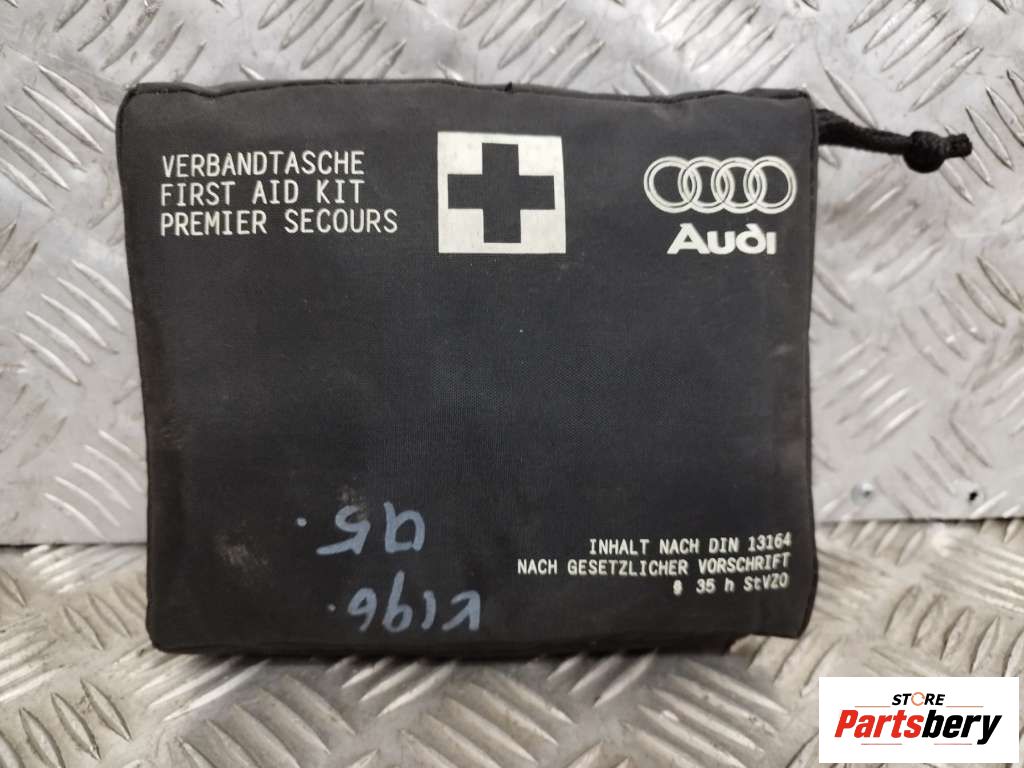 VERBANDTASCHE
FIRST AID KIT
PREMIER SECOURS
Audi
INHALT NACH DIN 13164
NACH GESETZLICHER VORSCHRIFT
§ 35 h StVZO
STORE
Partsbery